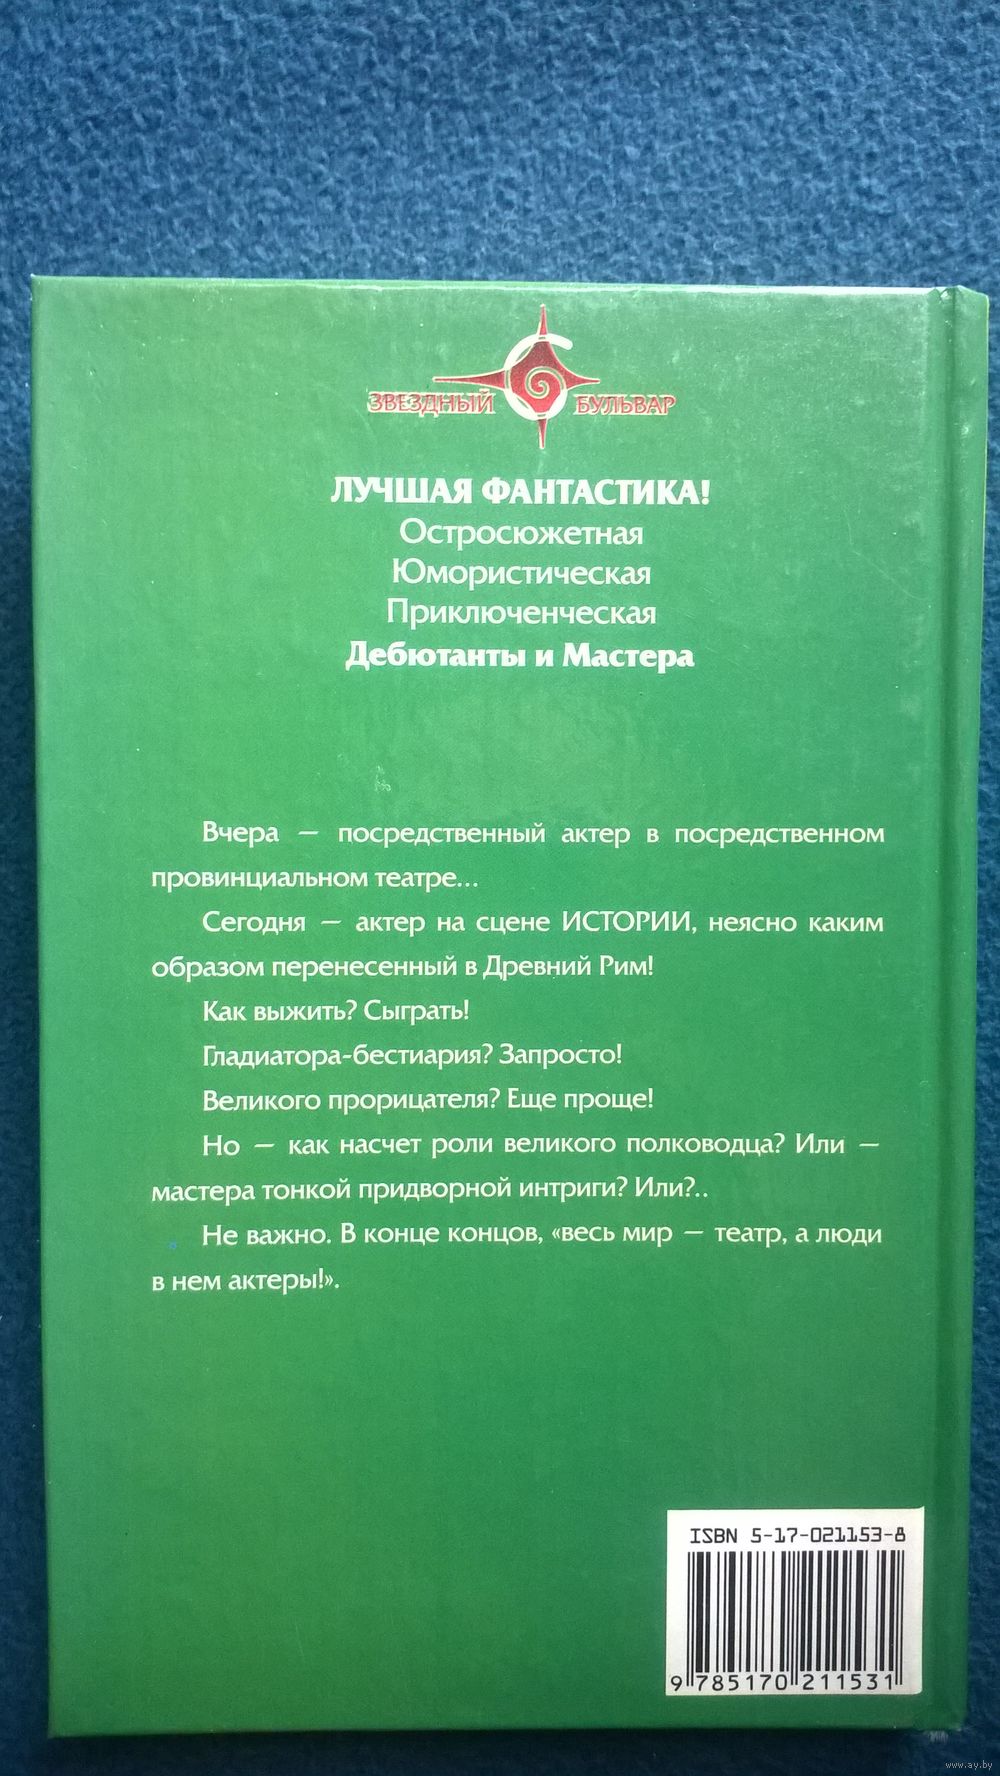 ЗВЕЗДНЫЙ БУЛЬВАР
ЛУЧШАЯ ФАНТАСТИКА!
Остросюжетная
Юмористическая
Приключенческая
Дебютанты и Мастера
Вчера — посредственный актер в посредственном
провинциальном театре...
Сегодня — актер на сцене ИСТОРИИ, неясно каким
образом перенесенный в Древний Рим!
Как выжить? Сыграть!
Гладиатора-бестиария? Запросто!
Великого прорицателя? Еще проще!
Но — как насчет роли великого полководца? Или —
мастера тонкой придворной интриги? Или?..
Не важно. В конце концов, «весь мир — театр, а люди
в нем актеры!».
ISBN 5-17-021153-8
9 785170 211531
www.ay.by